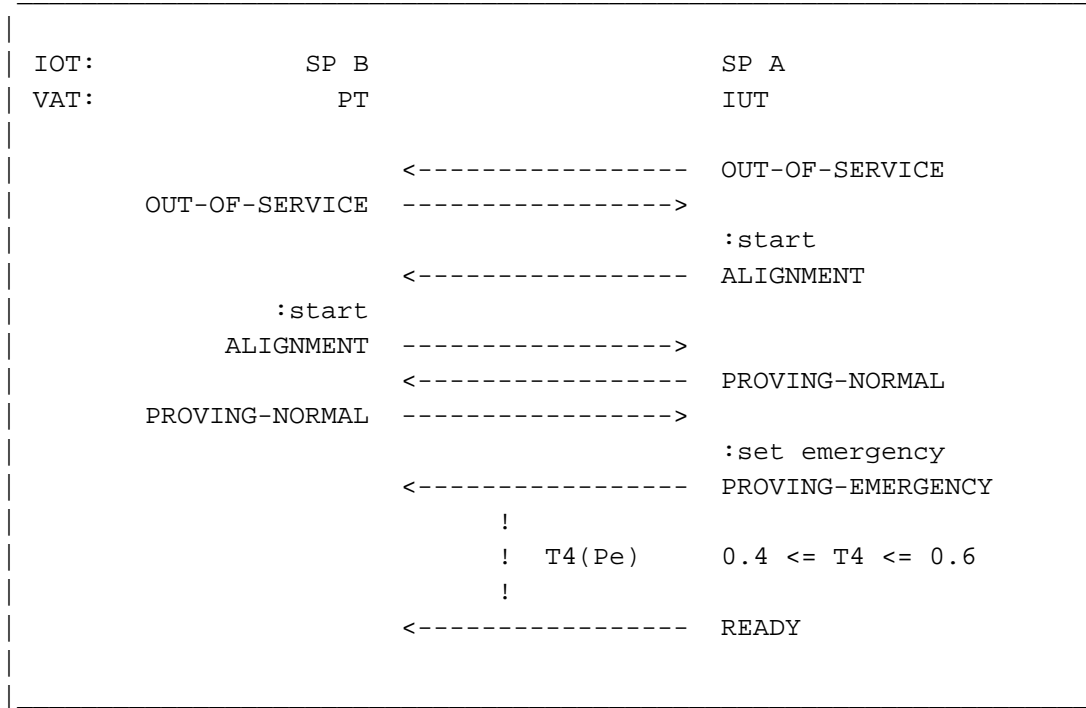 IOT: SP B SP A
VAT: PT IUT
<----------------- OUT-OF-SERVICE
OUT-OF-SERVICE ----------------->
:start
<----------------- ALIGNMENT
:start
ALIGNMENT ----------------->
<----------------- PROVING-NORMAL
PROVING-NORMAL ----------------->
:set emergency
<----------------- PROVING-EMERGENCY
!
! T4(Pe) 0.4 <= T4 <= 0.6
!
<----------------- READY